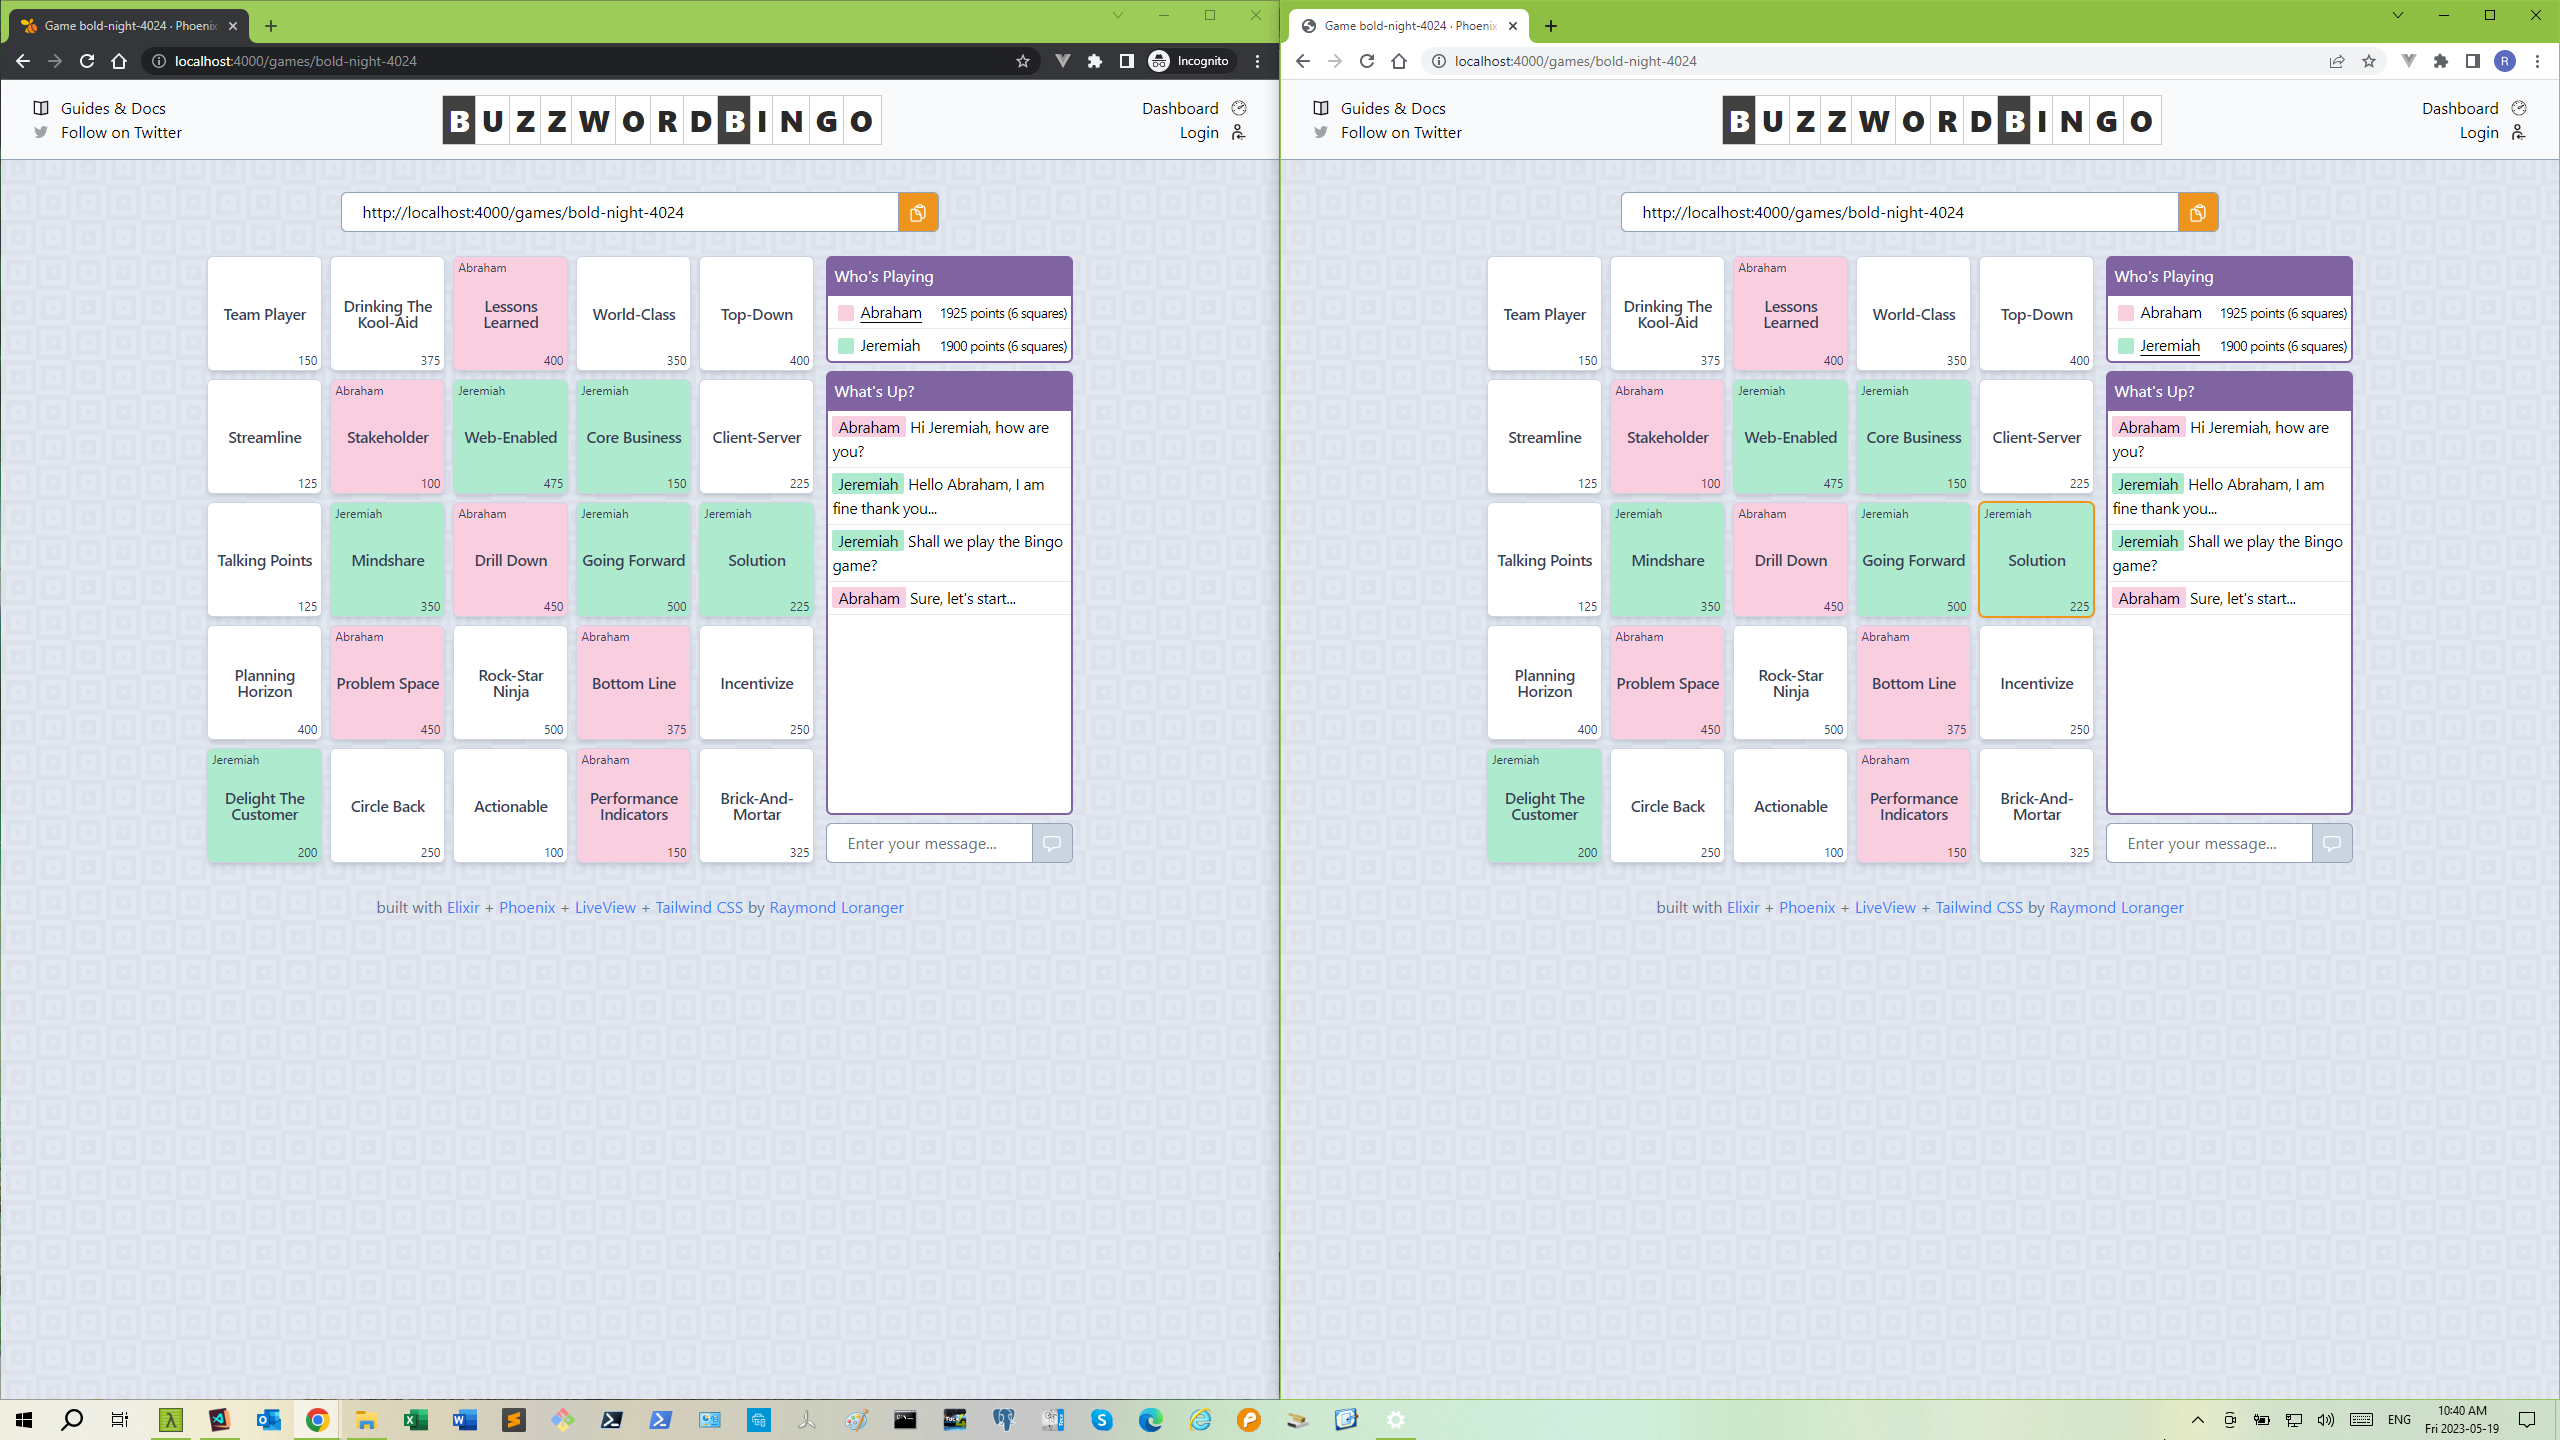 Game bold-night-4024 · Phoenix
localhost:4000/games/bold-night-4024
Incognito
Guides & Docs
Follow on Twitter
BUZZWORDBINGO
Dashboard
Login
http://localhost:4000/games/bold-night-4024
Team Player
150
Drinking The
Kool-Aid
375
Abraham
Lessons
Learned
400
World-Class
350
Top-Down
400
Streamline
125
Abraham
Stakeholder
100
Jeremiah
Web-Enabled
475
Jeremiah
Core Business
150
Client-Server
225
Talking Points
125
Jeremiah
Mindshare
350
Abraham
Drill Down
450
Jeremiah
Going Forward
500
Jeremiah
Solution
225
Planning
Horizon
400
Abraham
Problem Space
450
Rock-Star
Ninja
500
Abraham
Bottom Line
375
Incentivize
250
Jeremiah
Delight The
Customer
200
Circle Back
250
Actionable
100
Abraham
Performance
Indicators
150
Brick-And-
Mortar
325
Who's Playing
Abraham 1925 points (6 squares)
Jeremiah 1900 points (6 squares)
What's Up?
Abraham Hi Jeremiah, how are
you?
Jeremiah Hello Abraham, I am
fine thank you...
Jeremiah Shall we play the Bingo
game?
Abraham Sure, let's start...
Enter your message...
built with Elixir + Phoenix + LiveView + Tailwind CSS by Raymond Loranger
Game bold-night-4024 · Phoenix
localhost:4000/games/bold-night-4024
R
Guides & Docs
Follow on Twitter
BUZZWORDBINGO
Dashboard
Login
http://localhost:4000/games/bold-night-4024
Team Player
150
Drinking The
Kool-Aid
375
Abraham
Lessons
Learned
400
World-Class
350
Top-Down
400
Streamline
125
Abraham
Stakeholder
100
Jeremiah
Web-Enabled
475
Jeremiah
Core Business
150
Client-Server
225
Talking Points
125
Jeremiah
Mindshare
350
Abraham
Drill Down
450
Jeremiah
Going Forward
500
Jeremiah
Solution
225
Planning
Horizon
400
Abraham
Problem Space
450
Rock-Star
Ninja
500
Abraham
Bottom Line
375
Incentivize
250
Jeremiah
Delight The
Customer
200
Circle Back
250
Actionable
100
Abraham
Performance
Indicators
150
Brick-And-
Mortar
325
Who's Playing
Abraham 1925 points (6 squares)
Jeremiah 1900 points (6 squares)
What's Up?
Abraham Hi Jeremiah, how are
you?
Jeremiah Hello Abraham, I am
fine thank you...
Jeremiah Shall we play the Bingo
game?
Abraham Sure, let's start...
Enter your message...
built with Elixir + Phoenix + LiveView + Tailwind CSS by Raymond Loranger
ENG
10:40 AM
Fri 2023-05-19